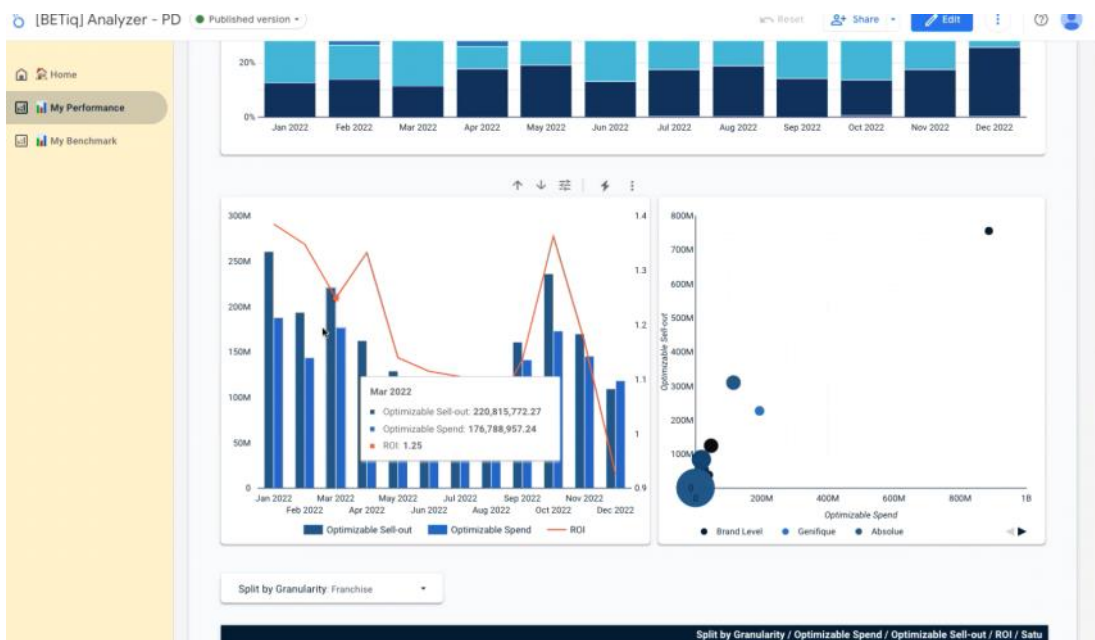 [BETiq] Analyzer - PD
Published version
Reset
Share
Edit
Home
My Performance
My Benchmark
20%
0%
Jan 2022 Feb 2022 Mar 2022 Apr 2022 May 2022 Jun 2022 Jul 2022 Aug 2022 Sep 2022 Oct 2022 Nov 2022 Dec 2022
300M
250M
200M
150M
100M
50M
0
1.4
1.3
1.2
1.1
1
0.9
Mar 2022
Optimizable Sell-out: 220,815,772.27
Optimizable Spend: 176,788,957.24
ROI: 1.25
Jan 2022 Mar 2022 May 2022 Jul 2022 Sep 2022 Nov 2022
Feb 2022 Apr 2022 Jun 2022 Aug 2022 Oct 2022 Dec 2022
Optimizable Sell-out Optimizable Spend ROI
800M
700M
600M
500M
400M
300M
200M
100M
0
Optimizable Sell-out
0 200M 400M 600M 800M 1B
Optimizable Spend
Brand Level Genifique Absolue
Split by Granularity: Franchise
Split by Granularity / Optimizable Spend / Optimizable Sell-out / ROI / Satu